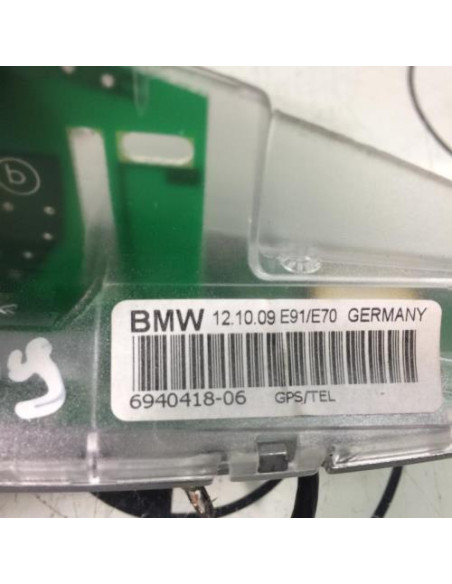 b
BMW 12.10.09 E91/E70 GERMANY
6940418-06 GPS/TEL -